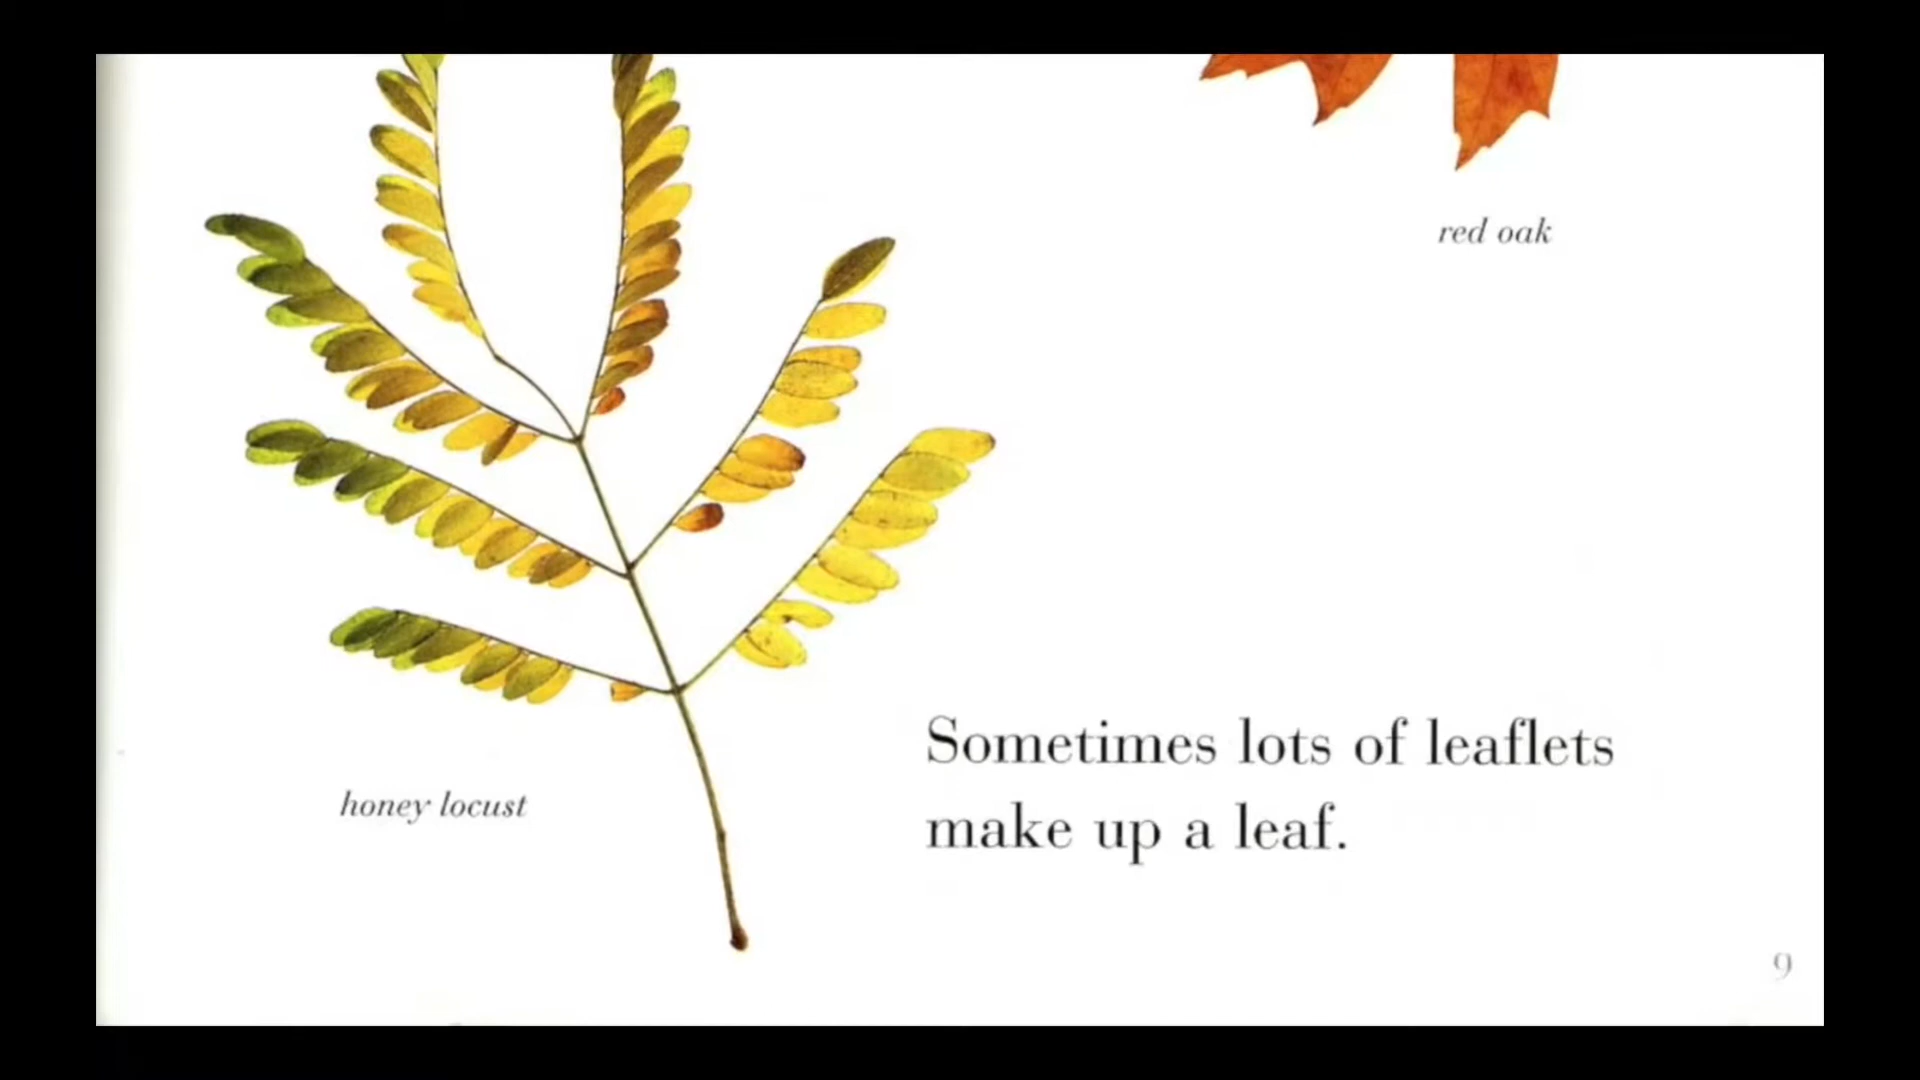 red oak
honey locust
Sometimes lots of leaflets
make up a leaf.
9